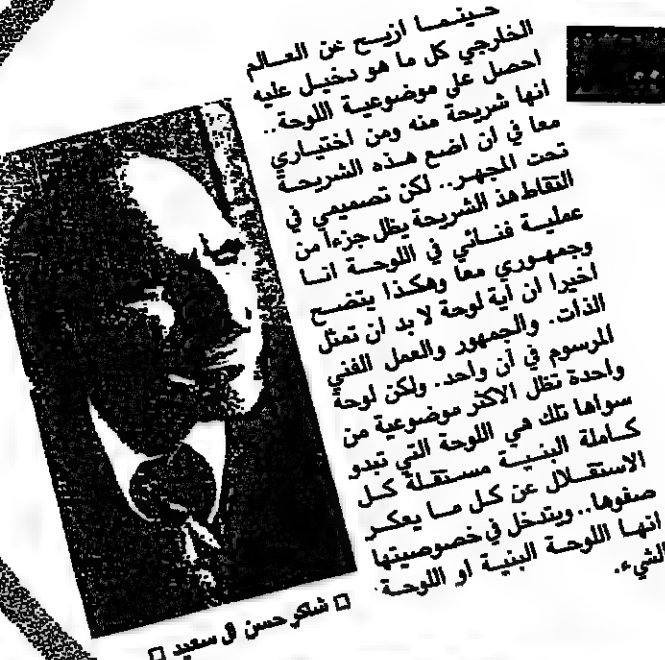 حينما ازيح عن العالم
الخارجي كل ما هو دخيل عليه
احصل على موضوعية اللوحة..
انها شريحة منه ومن اختياري
معا في ان اضع هذه الشريحة
تحت المجهر.. لكن تصميمي في
التقاط هذ الشريحة يظل جزءا من
عملية فنائي في اللوحة انا
وجمهوري معا وهكذا يتضح
اخيرا ان أية لوحة لا بد ان تمثل
الذات. والجمهور والعمل الفني
المرسوم في آن واحد. ولكن لوحة
واحدة تظل الاكثر موضوعية من
سواها تلك هي اللوحة التي تبدو
كاملة البنية مستقلة كل
الاستقلال عن كل ما يعكر
صفوها.. ويتدخل في خصوصيتها
انها اللوحة البنية او اللوحة
الشيء.
□ شاكر حسن آل سعيد □